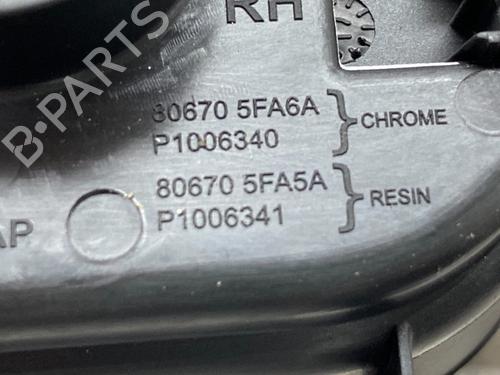 RH
80670 5FA6A
P1006340
} CHROME
80670 5FA5A
P1006341
} RESIN
AP
B-PARTS